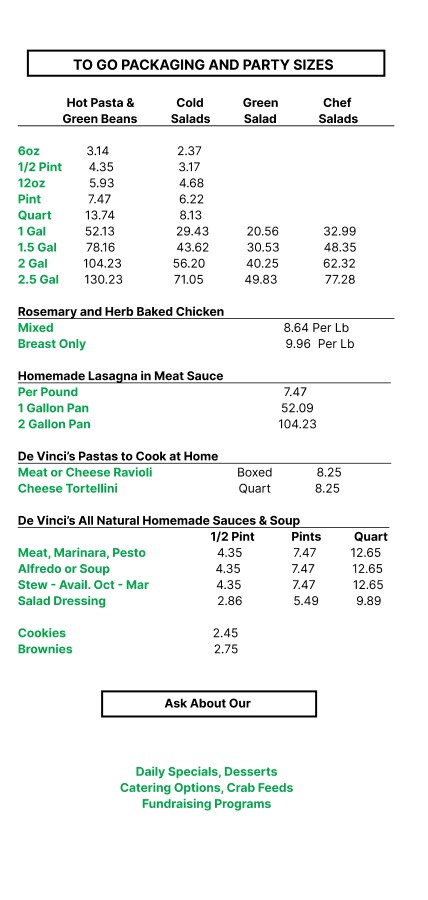 TO GO PACKAGING AND PARTY SIZES
Hot Pasta & Cold Green Chef
Green Beans Salads Salad Salads
6oz 3.14 2.37
1/2 Pint 4.35 3.17
12oz 5.93 4.68
Pint 7.47 6.22
Quart 13.74 8.13
1 Gal 52.13 29.43 20.56 32.99
1.5 Gal 78.16 43.62 30.53 48.35
2 Gal 104.23 56.20 40.25 62.32
2.5 Gal 130.23 71.05 49.83 77.28
Rosemary and Herb Baked Chicken
Mixed 8.64 Per Lb
Breast Only 9.96 Per Lb
Homemade Lasagna in Meat Sauce
Per Pound 7.47
1 Gallon Pan 52.09
2 Gallon Pan 104.23
De Vinci's Pastas to Cook at Home
Meat or Cheese Ravioli Boxed 8.25
Cheese Tortellini Quart 8.25
De Vinci's All Natural Homemade Sauces & Soup
1/2 Pint Pints Quart
Meat, Marinara, Pesto 4.35 7.47 12.65
Alfredo or Soup 4.35 7.47 12.65
Stew - Avail. Oct - Mar 4.35 7.47 12.65
Salad Dressing 2.86 5.49 9.89
Cookies 2.45
Brownies 2.75
Ask About Our
Daily Specials, Desserts
Catering Options, Crab Feeds
Fundraising Programs